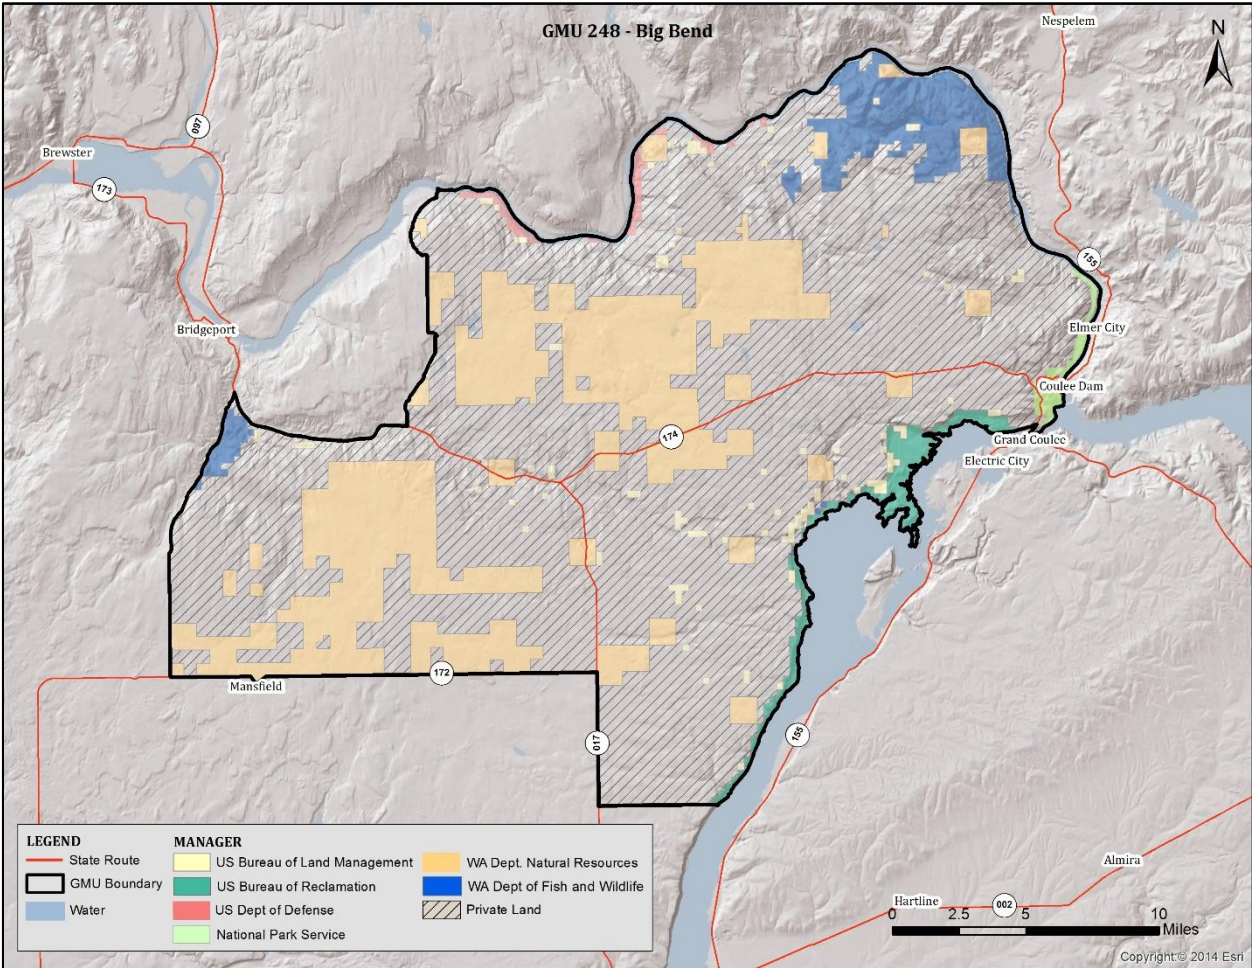 GMU 248 - Big Bend
Nespelem
N
097
Brewster
173
155
Bridgeport
Elmer City
Coulee Dam
174
Grand Coulee
Electric City
172
Mansfield
017
155
LEGEND
State Route
GMU Boundary
Water
MANAGER
US Bureau of Land Management
US Bureau of Reclamation
US Dept of Defense
National Park Service
WA Dept. Natural Resources
WA Dept of Fish and Wildlife
Private Land
Almira
Hartline
002
0 2.5 5 10
Miles
Copyright:© 2014 Esri